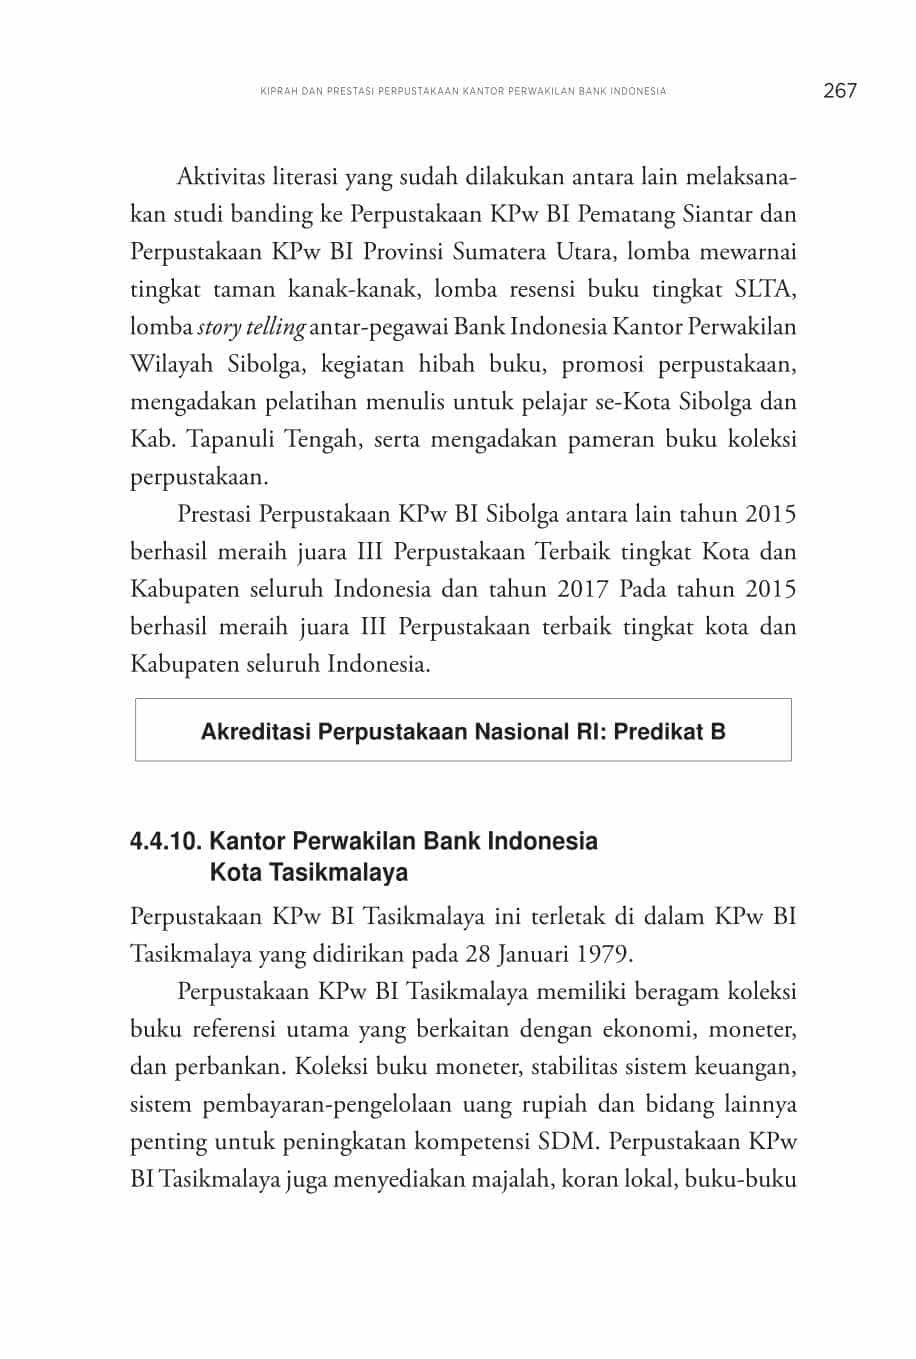 KIPRAH DAN PRESTASI PERPUSTAKAAN KANTOR PERWAKILAN BANK INDONESIA 267
Aktivitas literasi yang sudah dilakukan antara lain melaksana-
kan studi banding ke Perpustakaan KPw BI Pematang Siantar dan
Perpustakaan KPw BI Provinsi Sumatera Utara, lomba mewarnai
tingkat taman kanak-kanak, lomba resensi buku tingkat SLTA,
lomba story telling antar-pegawai Bank Indonesia Kantor Perwakilan
Wilayah Sibolga, kegiatan hibah buku, promosi perpustakaan,
mengadakan pelatihan menulis untuk pelajar se-Kota Sibolga dan
Kab. Tapanuli Tengah, serta mengadakan pameran buku koleksi
perpustakaan.
Prestasi Perpustakaan KPw BI Sibolga antara lain tahun 2015
berhasil meraih juara III Perpustakaan Terbaik tingkat Kota dan
Kabupaten seluruh Indonesia dan tahun 2017 Pada tahun 2015
berhasil meraih juara III Perpustakaan terbaik tingkat kota dan
Kabupaten seluruh Indonesia.
Akreditasi Perpustakaan Nasional RI: Predikat B
4.4.10. Kantor Perwakilan Bank Indonesia
Kota Tasikmalaya
Perpustakaan KPw BI Tasikmalaya ini terletak di dalam KPw BI
Tasikmalaya yang didirikan pada 28 Januari 1979.
Perpustakaan KPw BI Tasikmalaya memiliki beragam koleksi
buku referensi utama yang berkaitan dengan ekonomi, moneter,
dan perbankan. Koleksi buku moneter, stabilitas sistem keuangan,
sistem pembayaran-pengelolaan uang rupiah dan bidang lainnya
penting untuk peningkatan kompetensi SDM. Perpustakaan KPw
BI Tasikmalaya juga menyediakan majalah, koran lokal, buku-buku